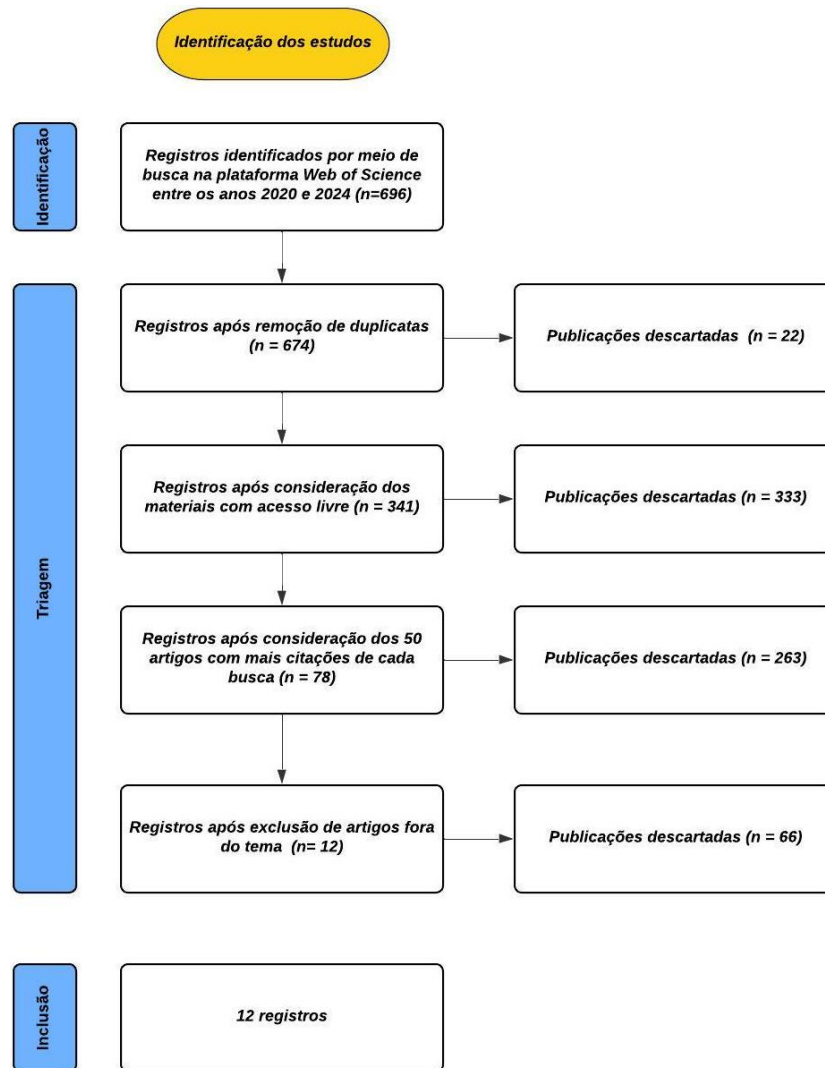 Identificação dos estudos
Identificação
Registros identificados por meio de
busca na plataforma Web of Science
entre os anos 2020 e 2024 (n=696)
Triagem
Registros após remoção de duplicatas
(n = 674)
Publicações descartadas (n = 22)
Registros após consideração dos
materiais com acesso livre (n = 341)
Publicações descartadas (n = 333)
Registros após consideração dos 50
artigos com mais citações de cada
busca (n = 78)
Publicações descartadas (n = 263)
Registros após exclusão de artigos fora
do tema (n= 12)
Publicações descartadas (n = 66)
Inclusão
12 registros